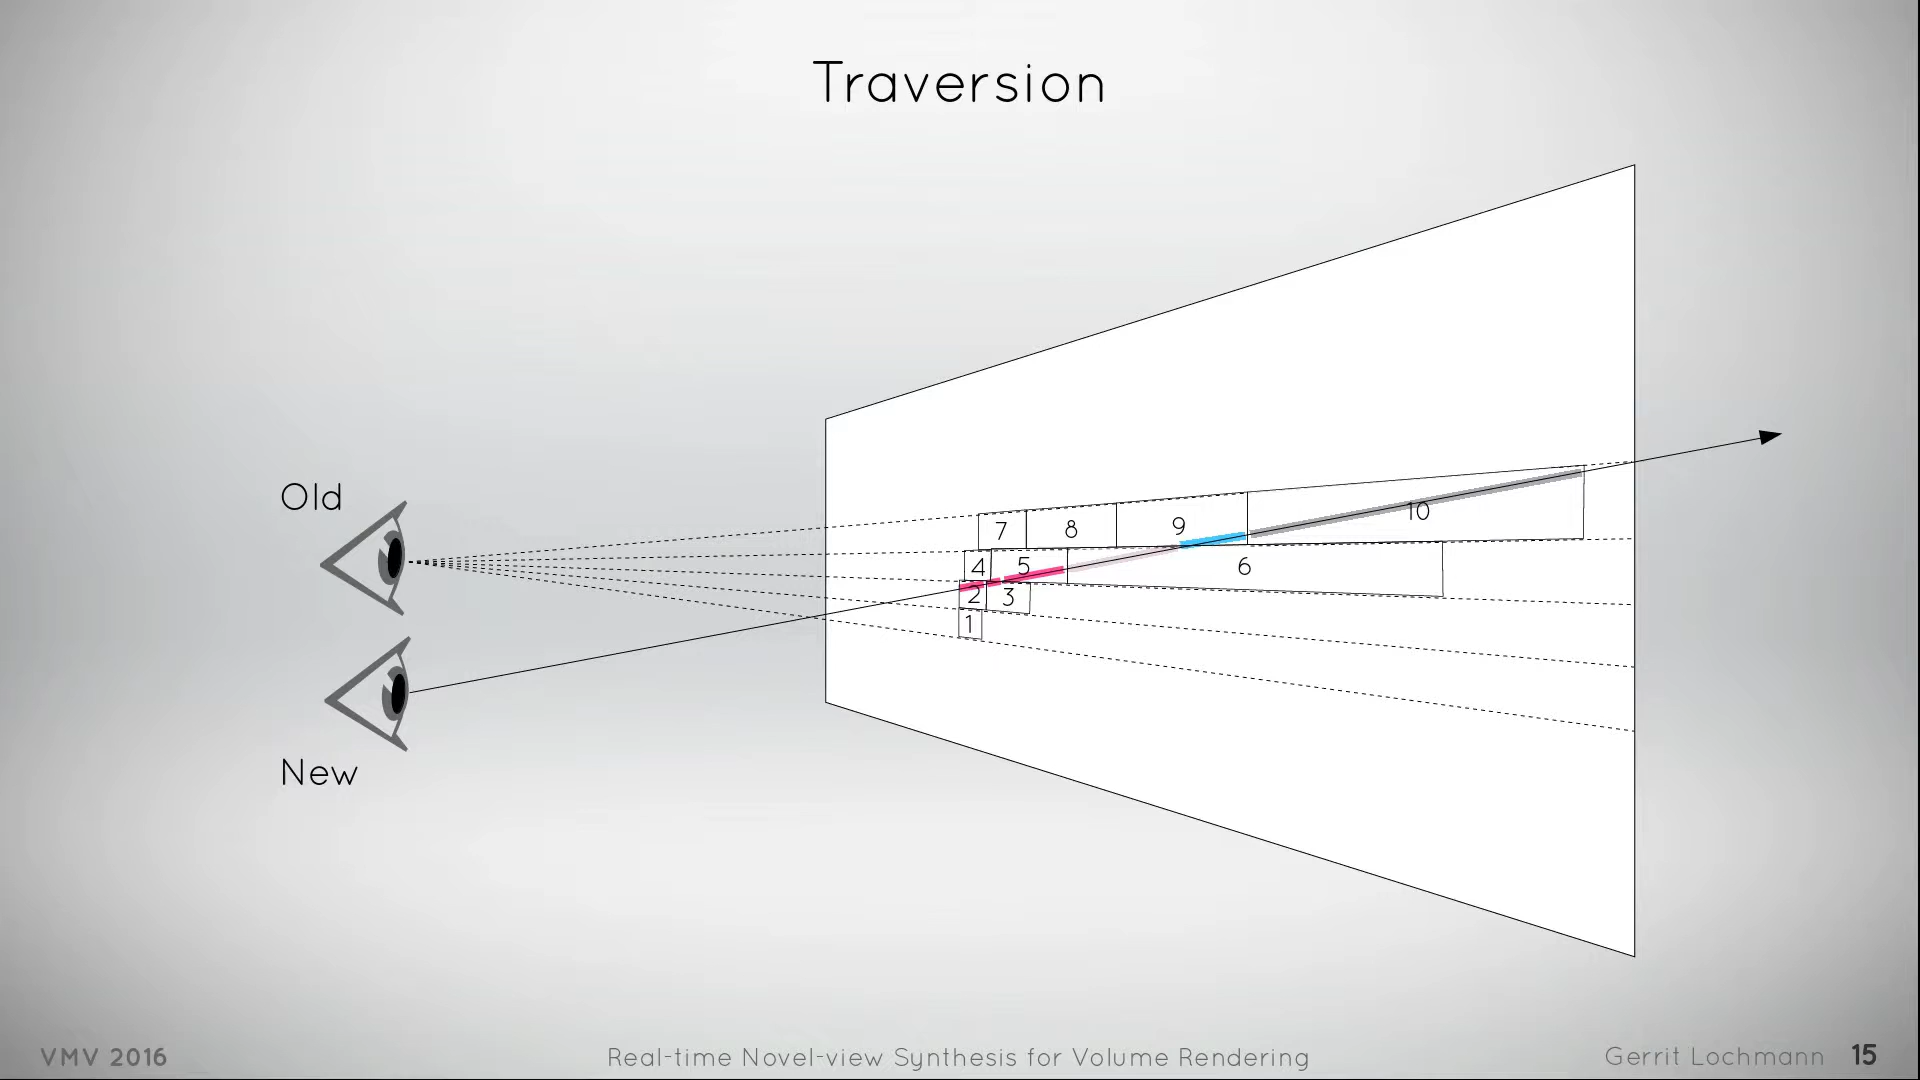 Traversion
Old
7 8 9 10
4 5 6
2 3
1
New
VMV 2016 Real-time Novel-view Synthesis for Volume Rendering Gerrit Lochmann 15